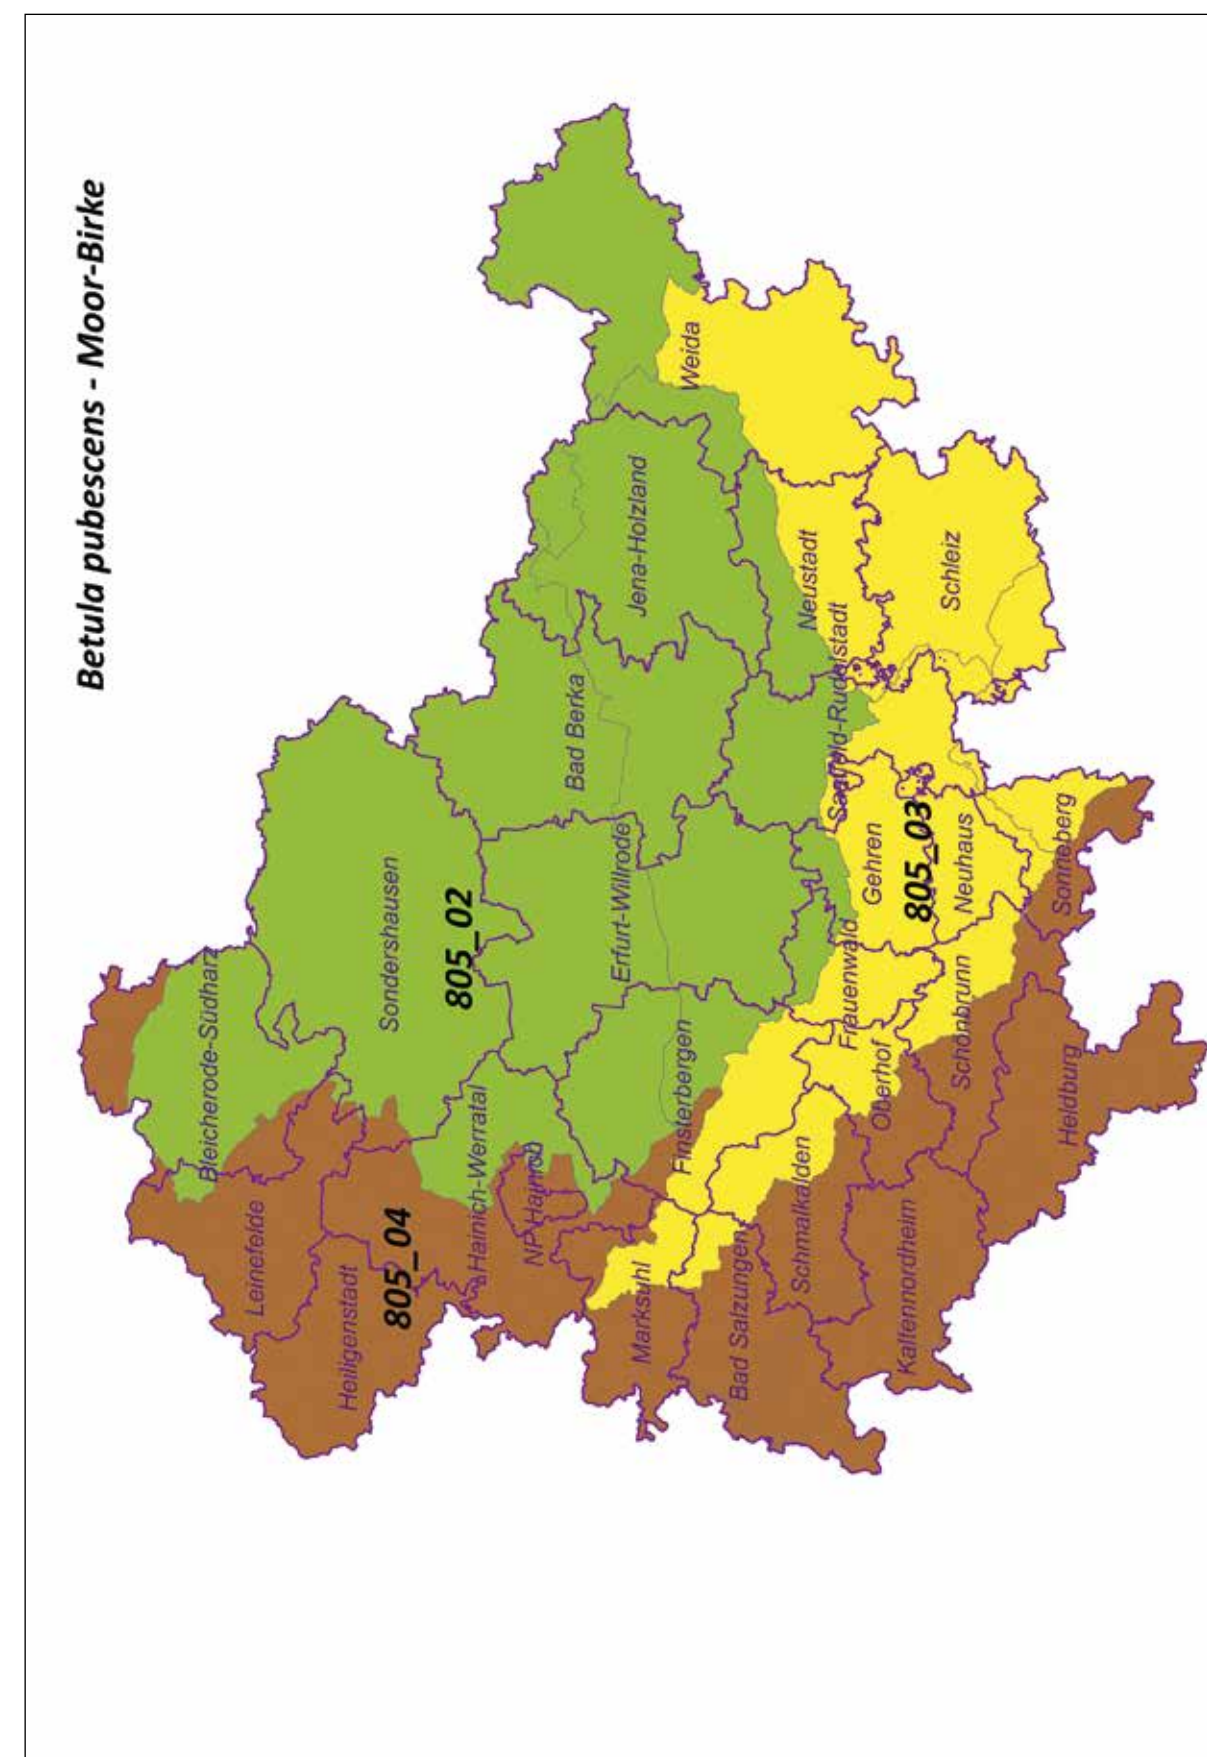 Betula pubescens - Moor-Birke
Bleicherode-Südharz
Leinefelde
Heiligenstadt
805_04
Sondershausen
805_02
Hainich-Werratal
NP Hainich
Bad Berka
Erfurt-Willrode
Jena-Holzland
Weida
Finsterbergen
Marksuhl
Bad Salzungen
Schmalkalden
Neustadt
Saalfeld-Rudolstadt
Frauenwald
Gehren
Oberhof
805_03
Kaltennordheim
Schleiz
Neuhaus
Schönbrunn
Sonneberg
Heldburg